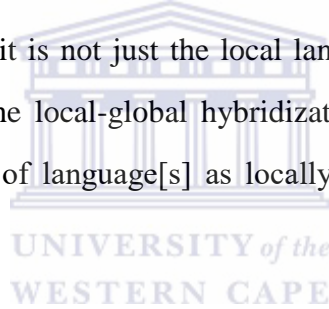 it is not just the local lan
ne local-global hybridizat
of language[s] as locally
UNIVERSITY of the
WESTERN CAPE